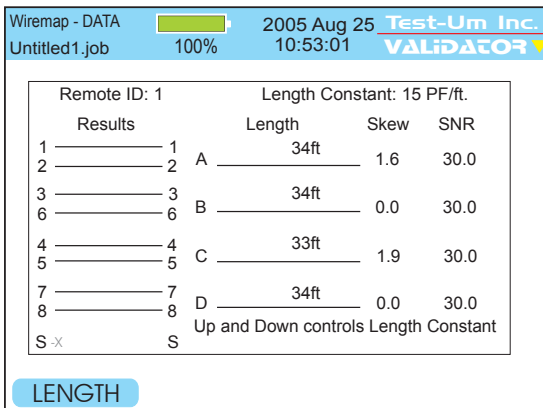 Wiremap - DATA 2005 Aug 25 Test-Um Inc.
Untitled1.job 100% 10:53:01 VALiDATOR
Remote ID: 1 Length Constant: 15 PF/ft.
Results Length Skew SNR
1 1 A 34ft 1.6 30.0
2 2
3 3 B 34ft 0.0 30.0
6 6
4 4 C 33ft 1.9 30.0
5 5
7 7 D 34ft 0.0 30.0
8 8
Up and Down controls Length Constant
S -X S
LENGTH